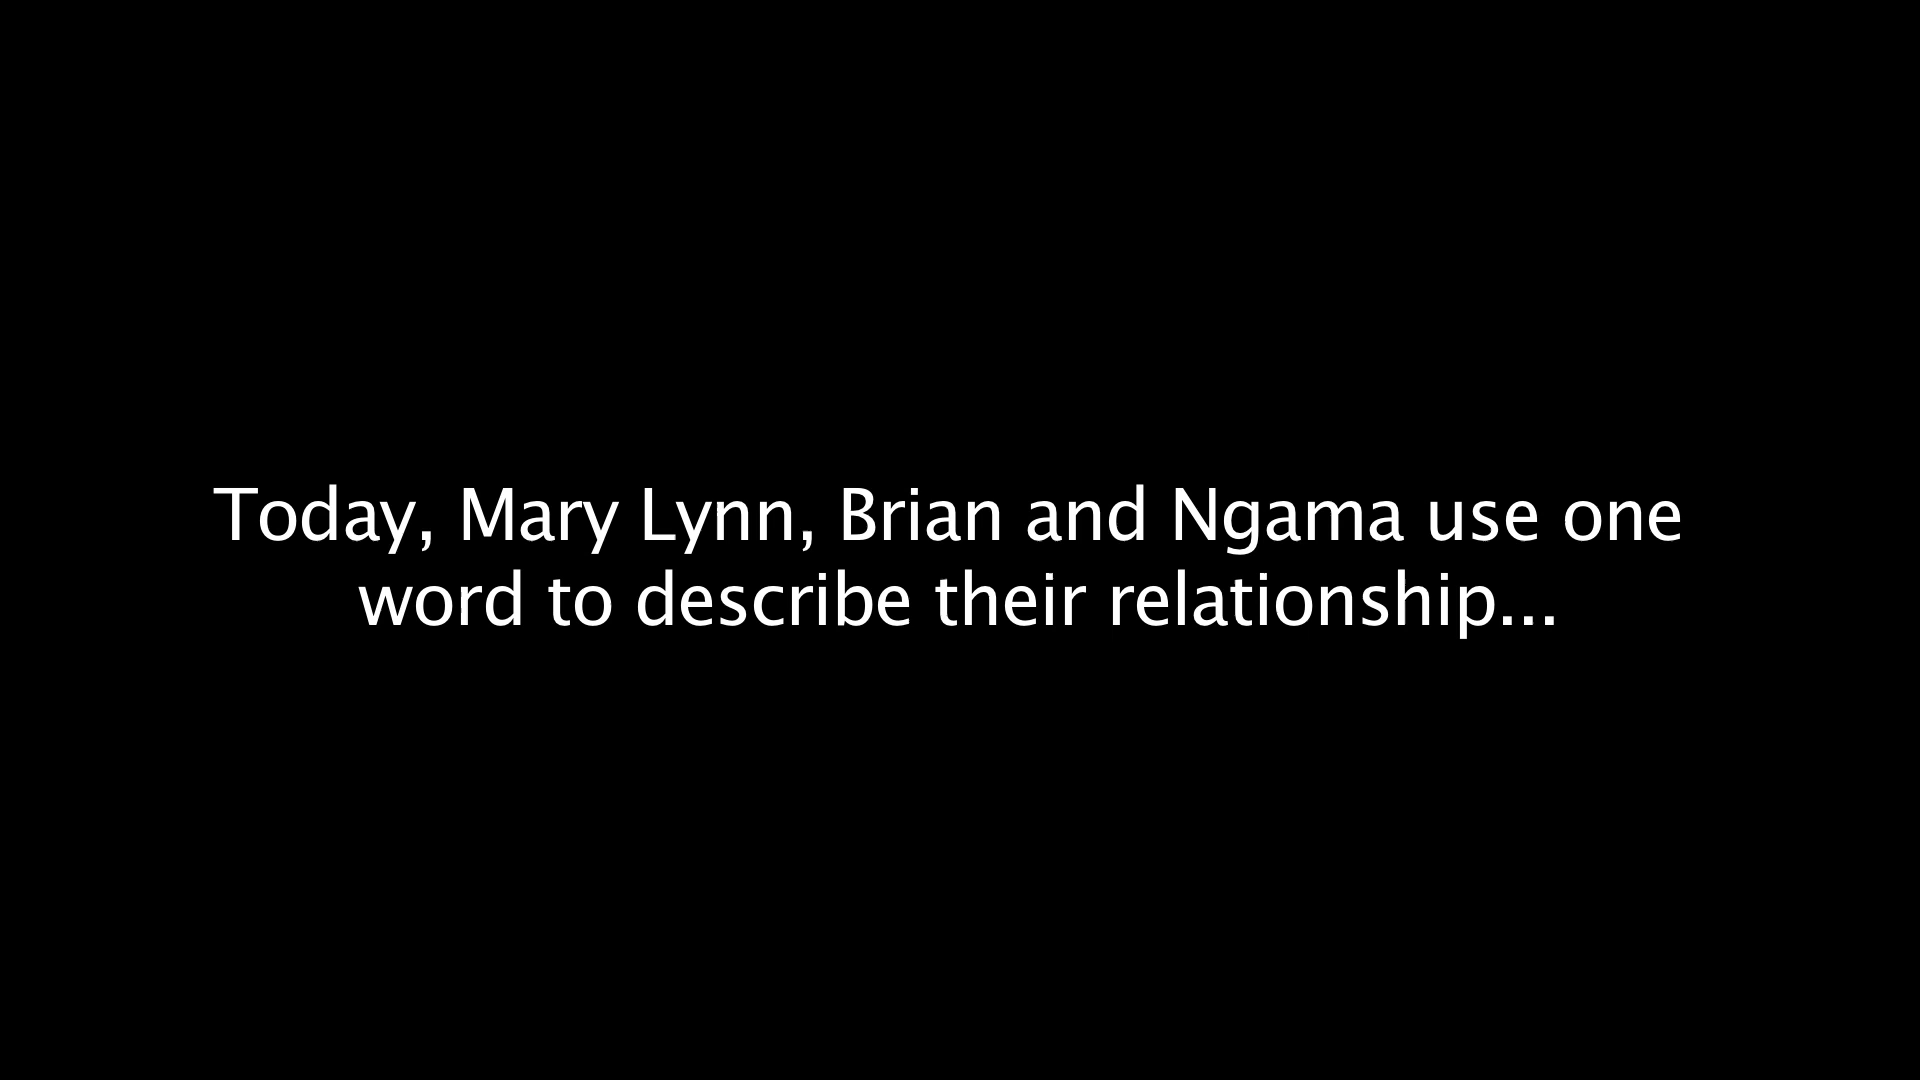 Today, Mary Lynn, Brian and Ngama use one
word to describe their relationship...